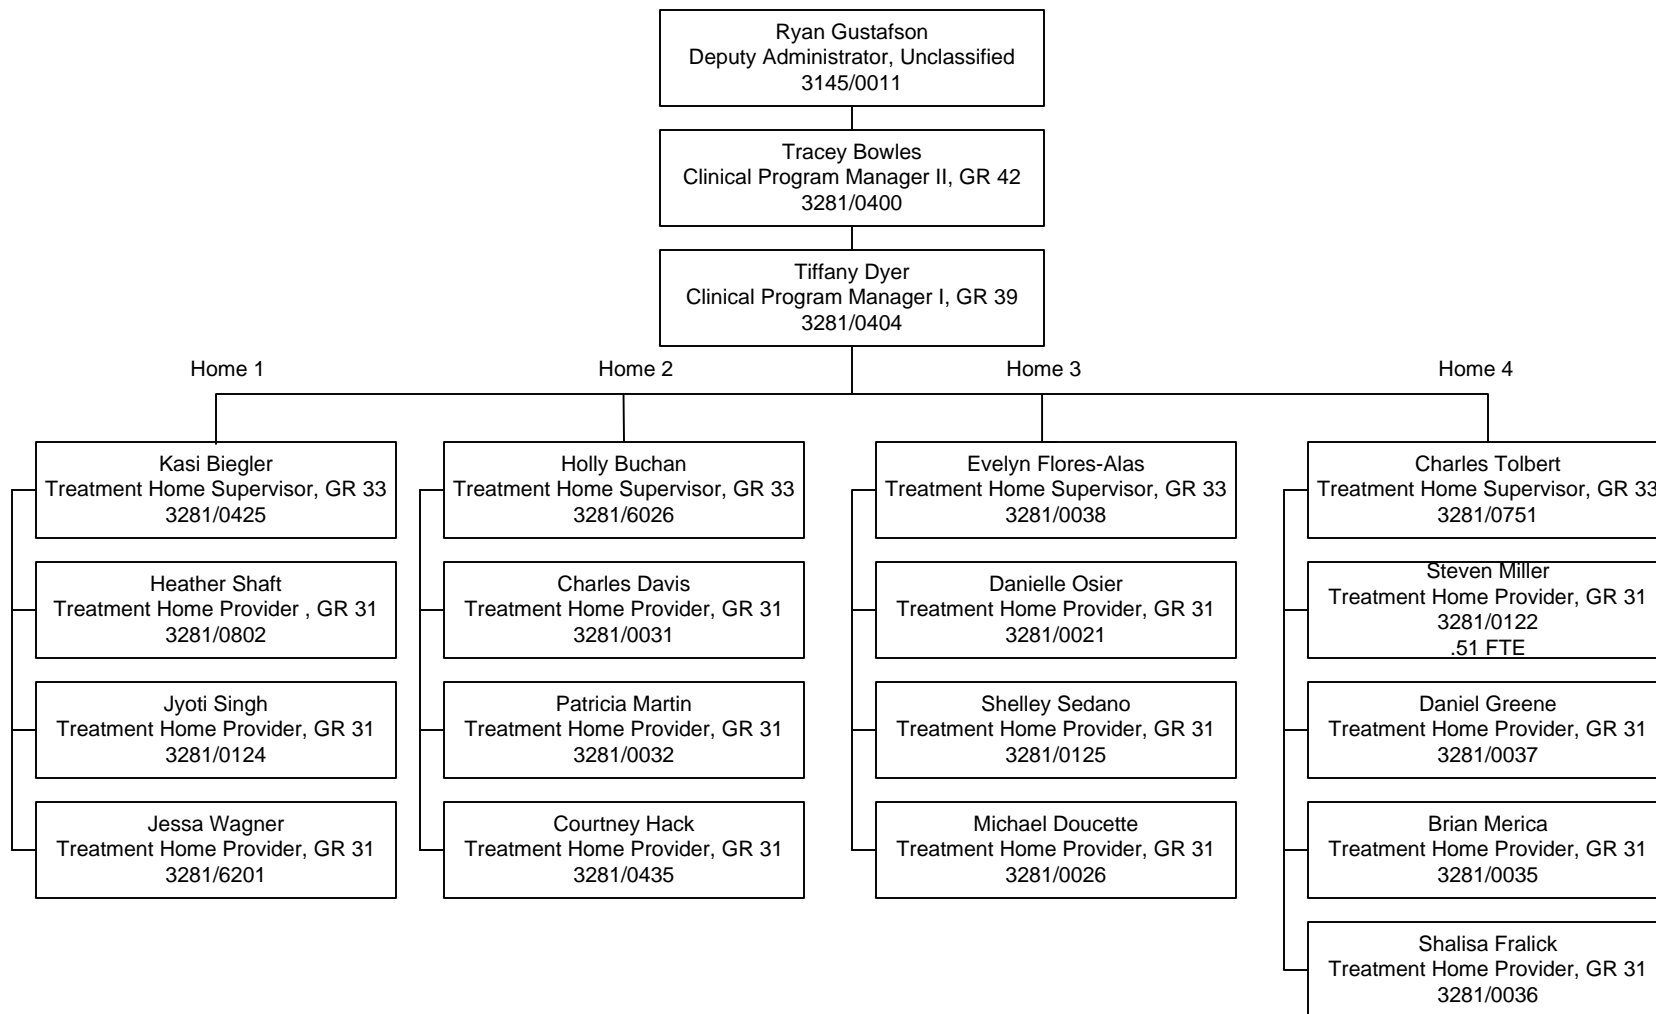 Ryan Gustafson
Deputy Administrator, Unclassified
3145/0011
Tracey Bowles
Clinical Program Manager II, GR 42
3281/0400
Tiffany Dyer
Clinical Program Manager I, GR 39
3281/0404
Home 1
Home 2
Home 3
Home 4
Kasi Biegler
Treatment Home Supervisor, GR 33
3281/0425
Heather Shaft
Treatment Home Provider , GR 31
3281/0802
Jyoti Singh
Treatment Home Provider, GR 31
3281/0124
Jessa Wagner
Treatment Home Provider, GR 31
3281/6201
Holly Buchan
Treatment Home Supervisor, GR 33
3281/6026
Charles Davis
Treatment Home Provider, GR 31
3281/0031
Patricia Martin
Treatment Home Provider, GR 31
3281/0032
Courtney Hack
Treatment Home Provider, GR 31
3281/0435
Evelyn Flores-Alas
Treatment Home Supervisor, GR 33
3281/0038
Danielle Osier
Treatment Home Provider, GR 31
3281/0021
Shelley Sedano
Treatment Home Provider, GR 31
3281/0125
Michael Doucette
Treatment Home Provider, GR 31
3281/0026
Charles Tolbert
Treatment Home Supervisor, GR 33
3281/0751
Steven Miller
Treatment Home Provider, GR 31
3281/0122
.51 FTE
Daniel Greene
Treatment Home Provider, GR 31
3281/0037
Brian Merica
Treatment Home Provider, GR 31
3281/0035
Shalisa Fralick
Treatment Home Provider, GR 31
3281/0036